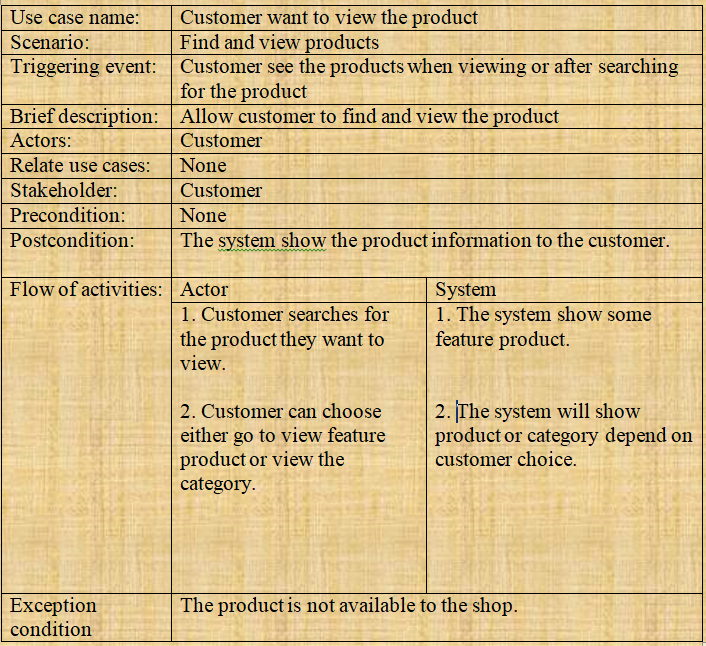 Use case name: Customer want to view the product
Scenario: Find and view products
Triggering event: Customer see the products when viewing or after searching
for the product
Brief description: Allow customer to find and view the product
Actors: Customer
Relate use cases: None
Stakeholder: Customer
Precondition: None
Postcondition: The system show the product information to the customer.
Flow of activities: Actor System
1. Customer searches for
the product they want to
view.
1. The system show some
feature product.
2. Customer can choose
either go to view feature
product or view the
category.
2. The system will show
product or category depend on
customer choice.
Exception
condition
The product is not available to the shop.